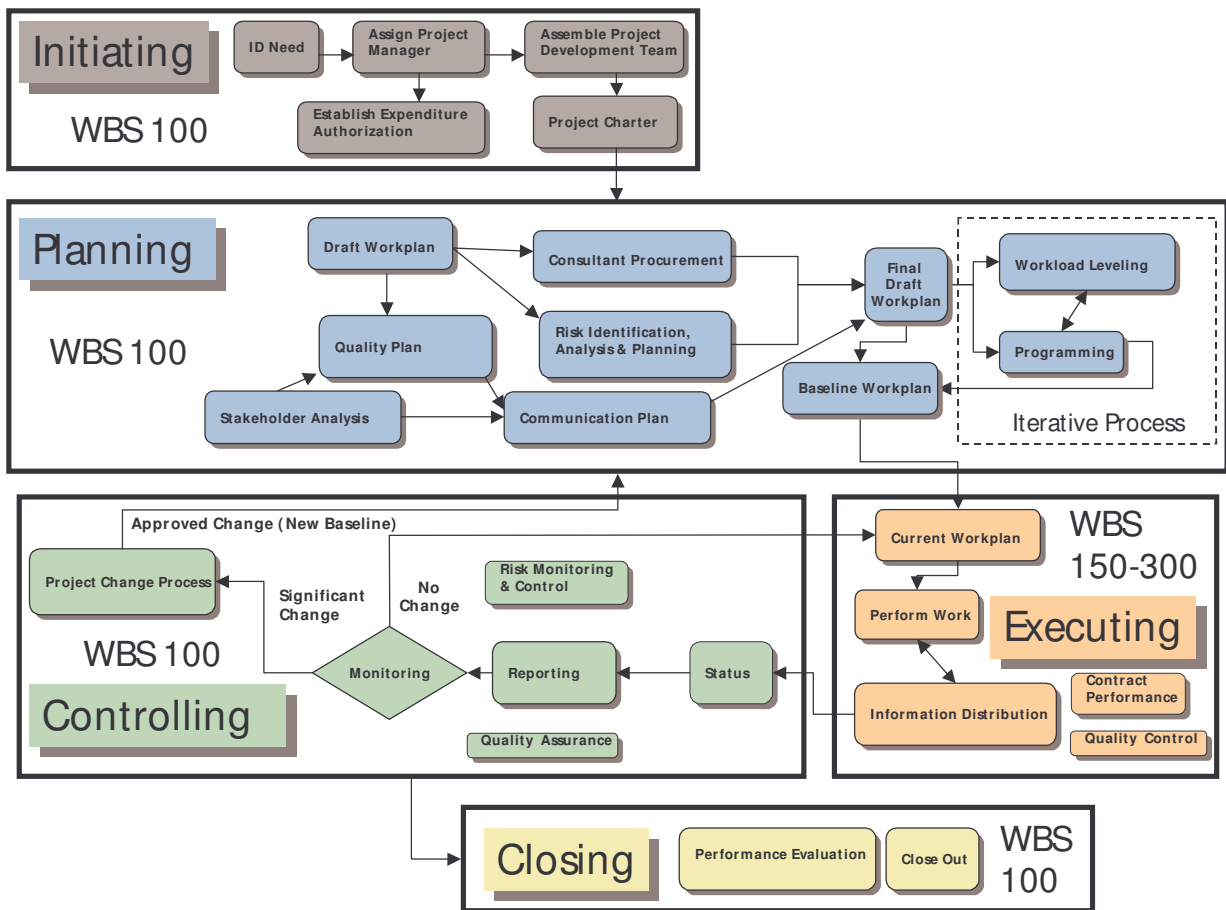 Initiating
WBS 100
ID Need
Assign Project
Manager
Assemble Project
Development Team
Establish Expenditure
Authorization
Project Charter
Planning
WBS 100
Draft Workplan
Consultant Procurement
Final
Draft
Workplan
Workload Leveling
Quality Plan
Risk Identification,
Analysis & Planning
Programming
Stakeholder Analysis
Communication Plan
Baseline Workplan
Iterative Process
Approved Change (New Baseline)
Project Change Process
Significant
Change
No
Change
Risk Monitoring
& Control
WBS 100
Controlling
Monitoring
Reporting
Status
Quality Assurance
Current Workplan
WBS
150-300
Perform Work
Executing
Information Distribution
Contract
Performance
Quality Control
Closing
Performance Evaluation
Close Out
WBS
100